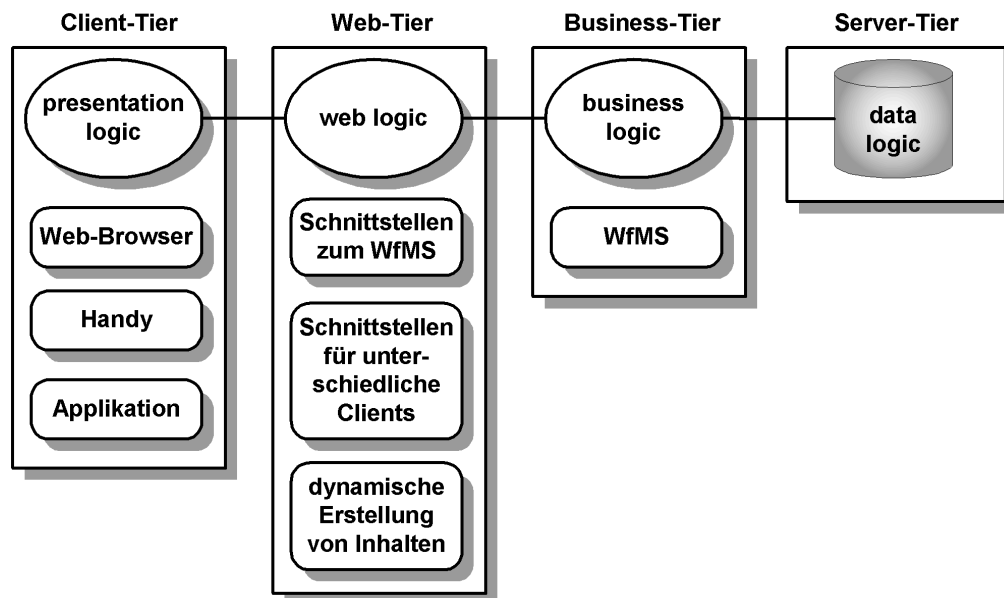 Client-Tier
presentation
logic
Web-Browser
Handy
Applikation
Web-Tier
web logic
Schnittstellen
zum WfMS
Schnittstellen
für unter-
schiedliche
Clients
dynamische
Erstellung
von Inhalten
Business-Tier
business
logic
WfMS
Server-Tier
data
logic